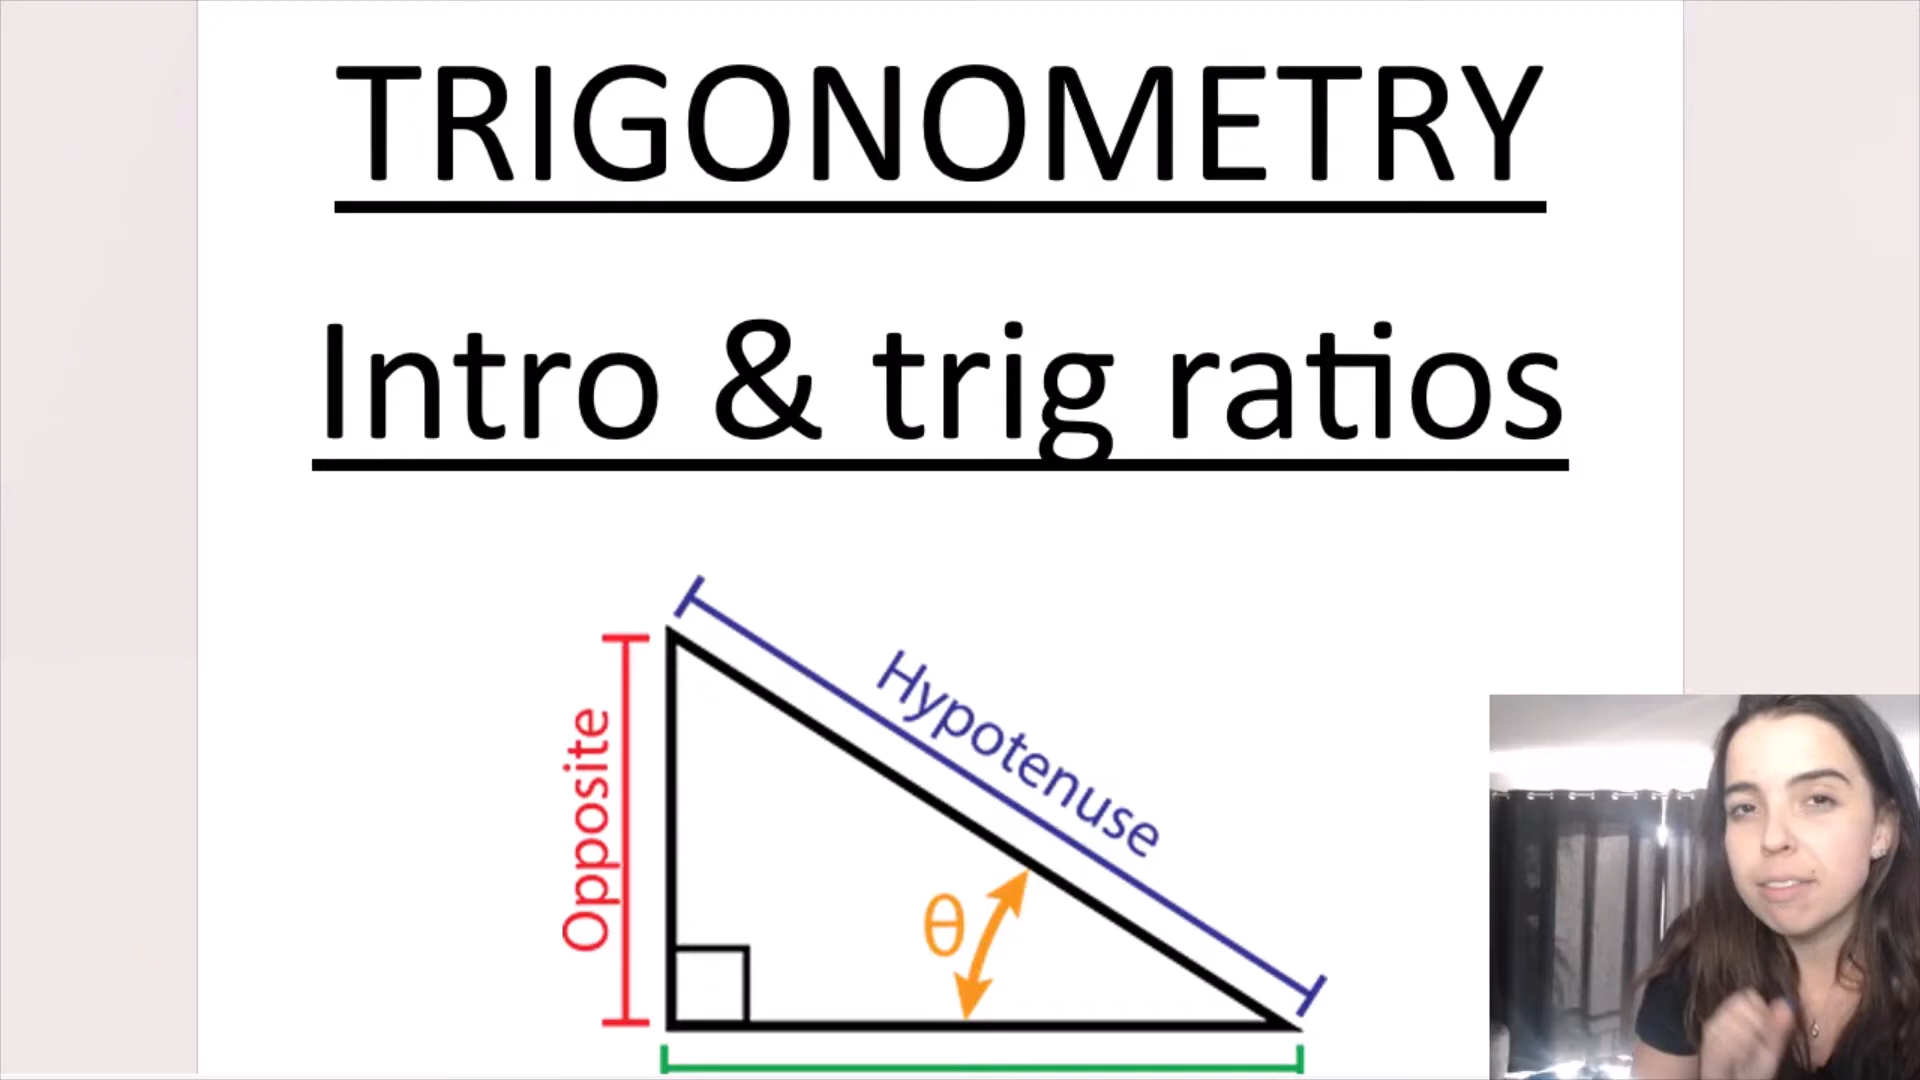 TRIGONOMETRY
Intro & trig ratios
Hypotenuse
Opposite
θ